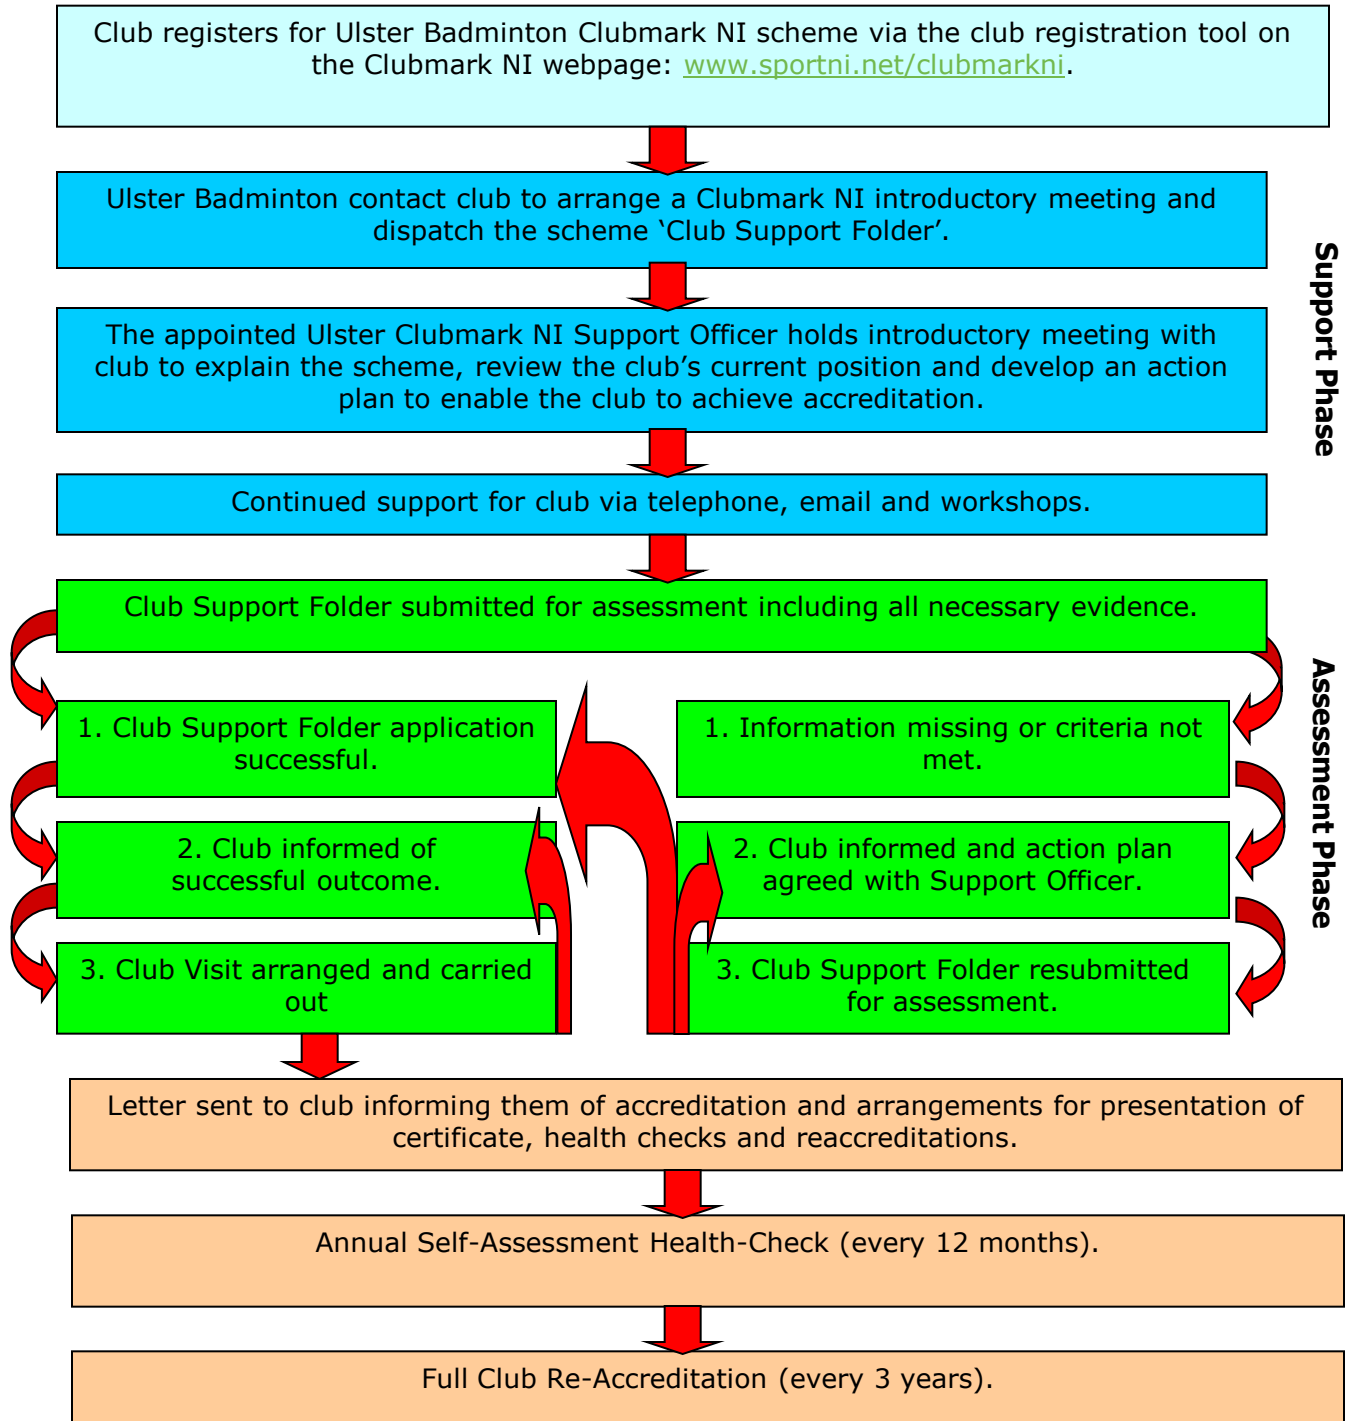 Club registers for Ulster Badminton Clubmark NI scheme via the club registration tool on
the Clubmark NI webpage: www.sportni.net/clubmarkni.
Ulster Badminton contact club to arrange a Clubmark NI introductory meeting and
dispatch the scheme ‘Club Support Folder’.
The appointed Ulster Clubmark NI Support Officer holds introductory meeting with
club to explain the scheme, review the club’s current position and develop an action
plan to enable the club to achieve accreditation.
Continued support for club via telephone, email and workshops.
Support Phase
Club Support Folder submitted for assessment including all necessary evidence.
1. Club Support Folder application
successful.
2. Club informed of
successful outcome.
3. Club Visit arranged and carried
out
1. Information missing or criteria not
met.
2. Club informed and action plan
agreed with Support Officer.
3. Club Support Folder resubmitted
for assessment.
Assessment Phase
Letter sent to club informing them of accreditation and arrangements for presentation of
certificate, health checks and reaccreditations.
Annual Self-Assessment Health-Check (every 12 months).
Full Club Re-Accreditation (every 3 years).